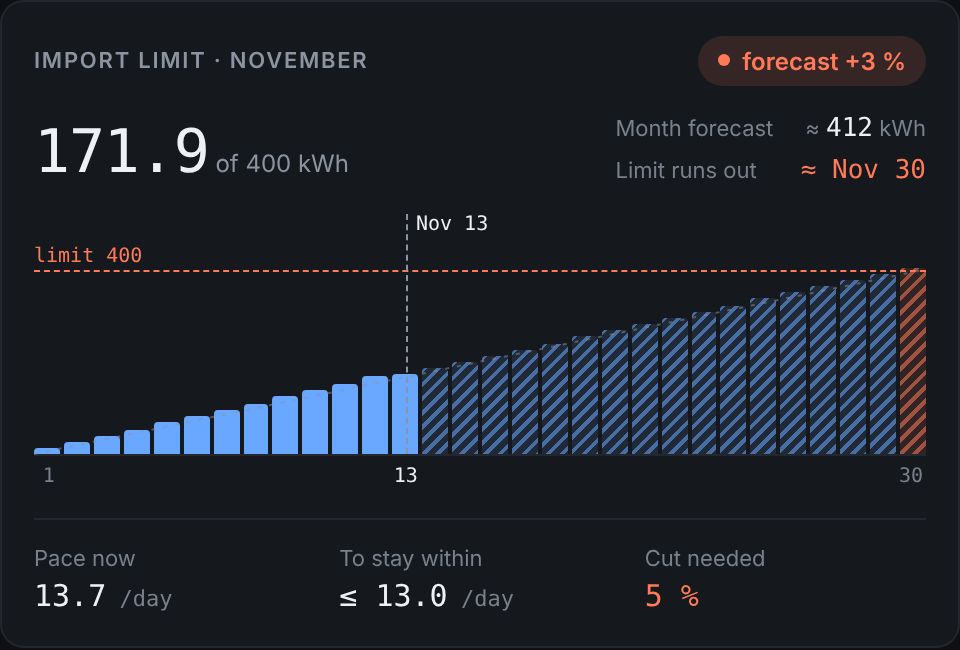 IMPORT LIMIT · NOVEMBER
forecast +3 %
171.9 of 400 kWh
Month forecast ≈ 412 kWh
Limit runs out ≈ Nov 30
Nov 13
limit 400
1 13 30
Pace now To stay within Cut needed
13.7 /day ≤ 13.0 /day 5 %